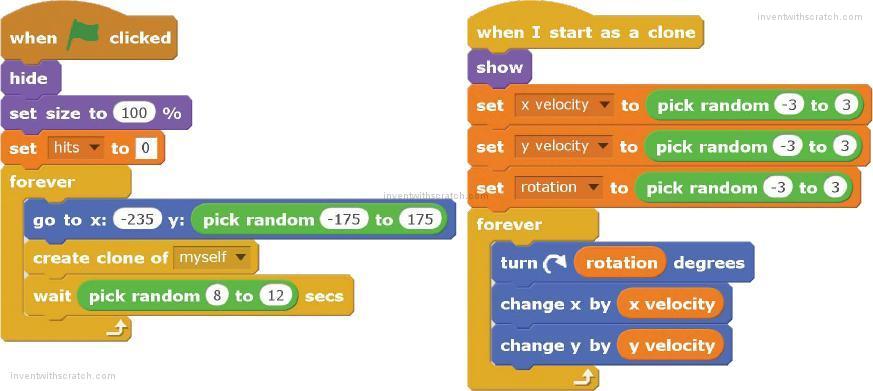 inventwithscratch.com
when clicked
hide
set size to 100 %
set hits to 0
forever
go to x: -235 y: pick random -175 to 175
create clone of myself
wait pick random 8 to 12 secs
inventwithscratch.com
inventwithscratch.com
when I start as a clone
show
set x velocity to pick random -3 to 3
set y velocity to pick random -3 to 3
set rotation to pick random -3 to 3
forever
turn rotation degrees
change x by x velocity
change y by y velocity